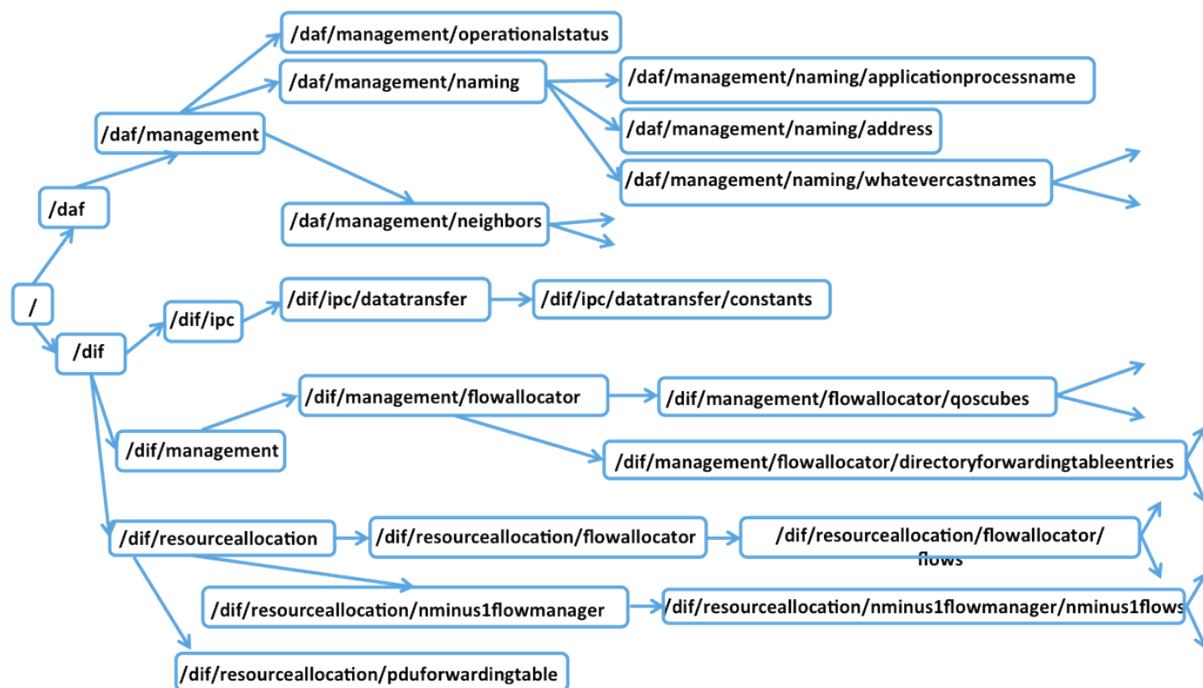 /daf/management/operationalstatus
/daf/management/naming
/daf/management/naming/applicationprocessname
/daf/management
/daf/management/naming/address
/daf/management/naming/whatevercastnames
/daf
/daf/management/neighbors
/
/dif/ipc/datatransfer
/dif/ipc/datatransfer/constants
/dif/ipc
/dif
/dif/management/flowallocator
/dif/management/flowallocator/qoscubes
/dif/management
/dif/management/flowallocator/directoryforwardingtableentries
/dif/resourceallocation
/dif/resourceallocation/flowallocator
/dif/resourceallocation/flowallocator/
flows
/dif/resourceallocation/nminus1flowmanager
/dif/resourceallocation/nminus1flowmanager/nminus1flows
/dif/resourceallocation/pduforwardingtable